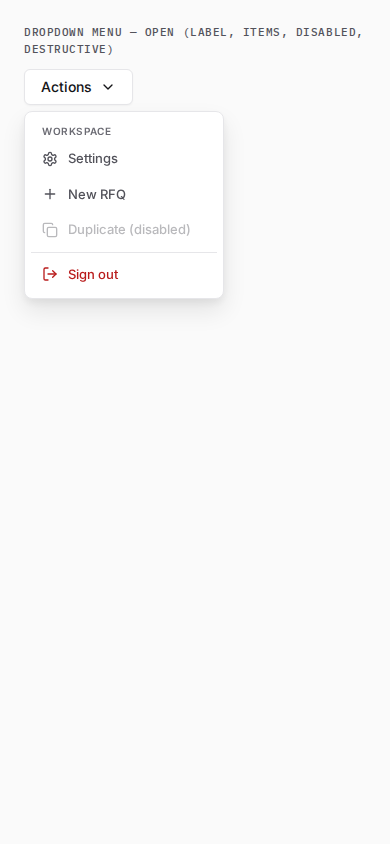 DROPDOWN MENU — OPEN (LABEL, ITEMS, DISABLED,
DESTRUCTIVE)
Actions
WORKSPACE
Settings
New RFQ
Duplicate (disabled)
Sign out